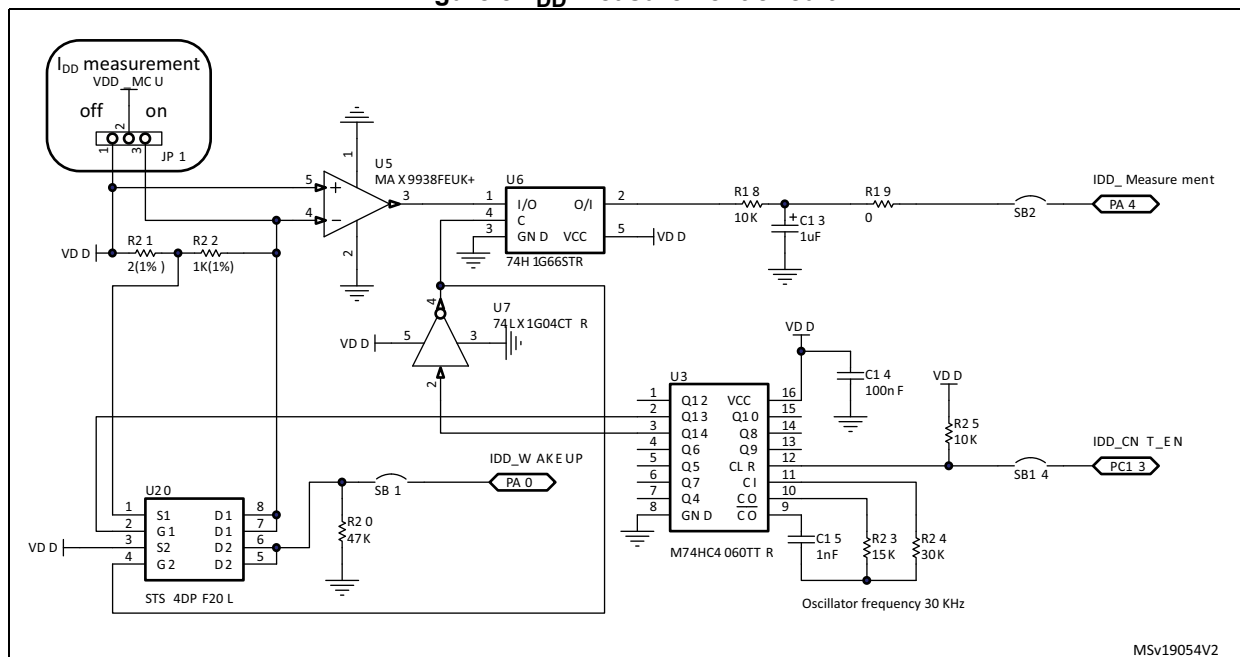 I_DD measurement
VDD_MCU
off on
2
1 3
JP1
U5
MAX9938FEUK+
5 +
4 −
3
1
2
U6
74H1G66STR
1 I/O O/I 2
4 C
3 GND VCC 5
VDD
R18
10K
C13
+
1uF
R19
0
SB2
IDD_Measurement
PA4
VDD
R21
2(1%)
R22
1K(1%)
U7
74LX1G04CTR
4
VDD 5 3
2
U3
1 Q12 VCC 16
2 Q13 Q10 15
3 Q14 Q8 14
4 Q6 Q9 13
5 Q5 CLR 12
6 Q7 CI 11
7 Q4 CO 10
8 GND CO 9
M74HC4060TTR
VDD
C14
100nF
VDD
R25
10K
SB14
IDD_CNT_EN
PC13
C15
1nF
R23
15K
R24
30K
Oscillator frequency 30 KHz
IDD_WAKEUP
PA0
SB1
R20
47K
U20
1 S1 D1 8
2 G1 D1 7
VDD 3 S2 D2 6
4 G2 D2 5
STS4DPF20L
MSv19054V2